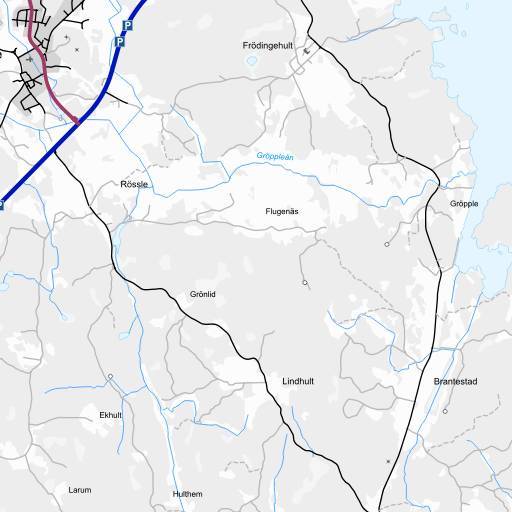 P
Frödingehult
P
e
Gröppleån
Rössle
P
Gröpple
Flugenäs
Grönlid
Lindhult
Brantestad
Ekhult
Larum
Hulthem